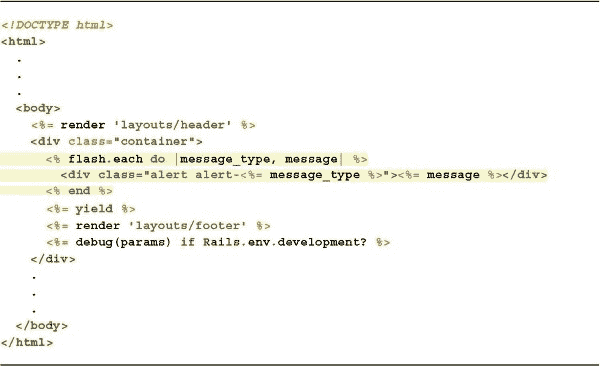 <!DOCTYPE html>
<html>
  .
  .
  .
  <body>
    <%= render 'layouts/header' %>
    <div class="container">
      <% flash.each do |message_type, message| %>
        <div class="alert alert-<%= message_type %>"><%= message %></div>
      <% end %>
      <%= yield %>
      <%= render 'layouts/footer' %>
      <%= debug(params) if Rails.env.development? %>
    </div>
    .
    .
    .
  </body>
</html>